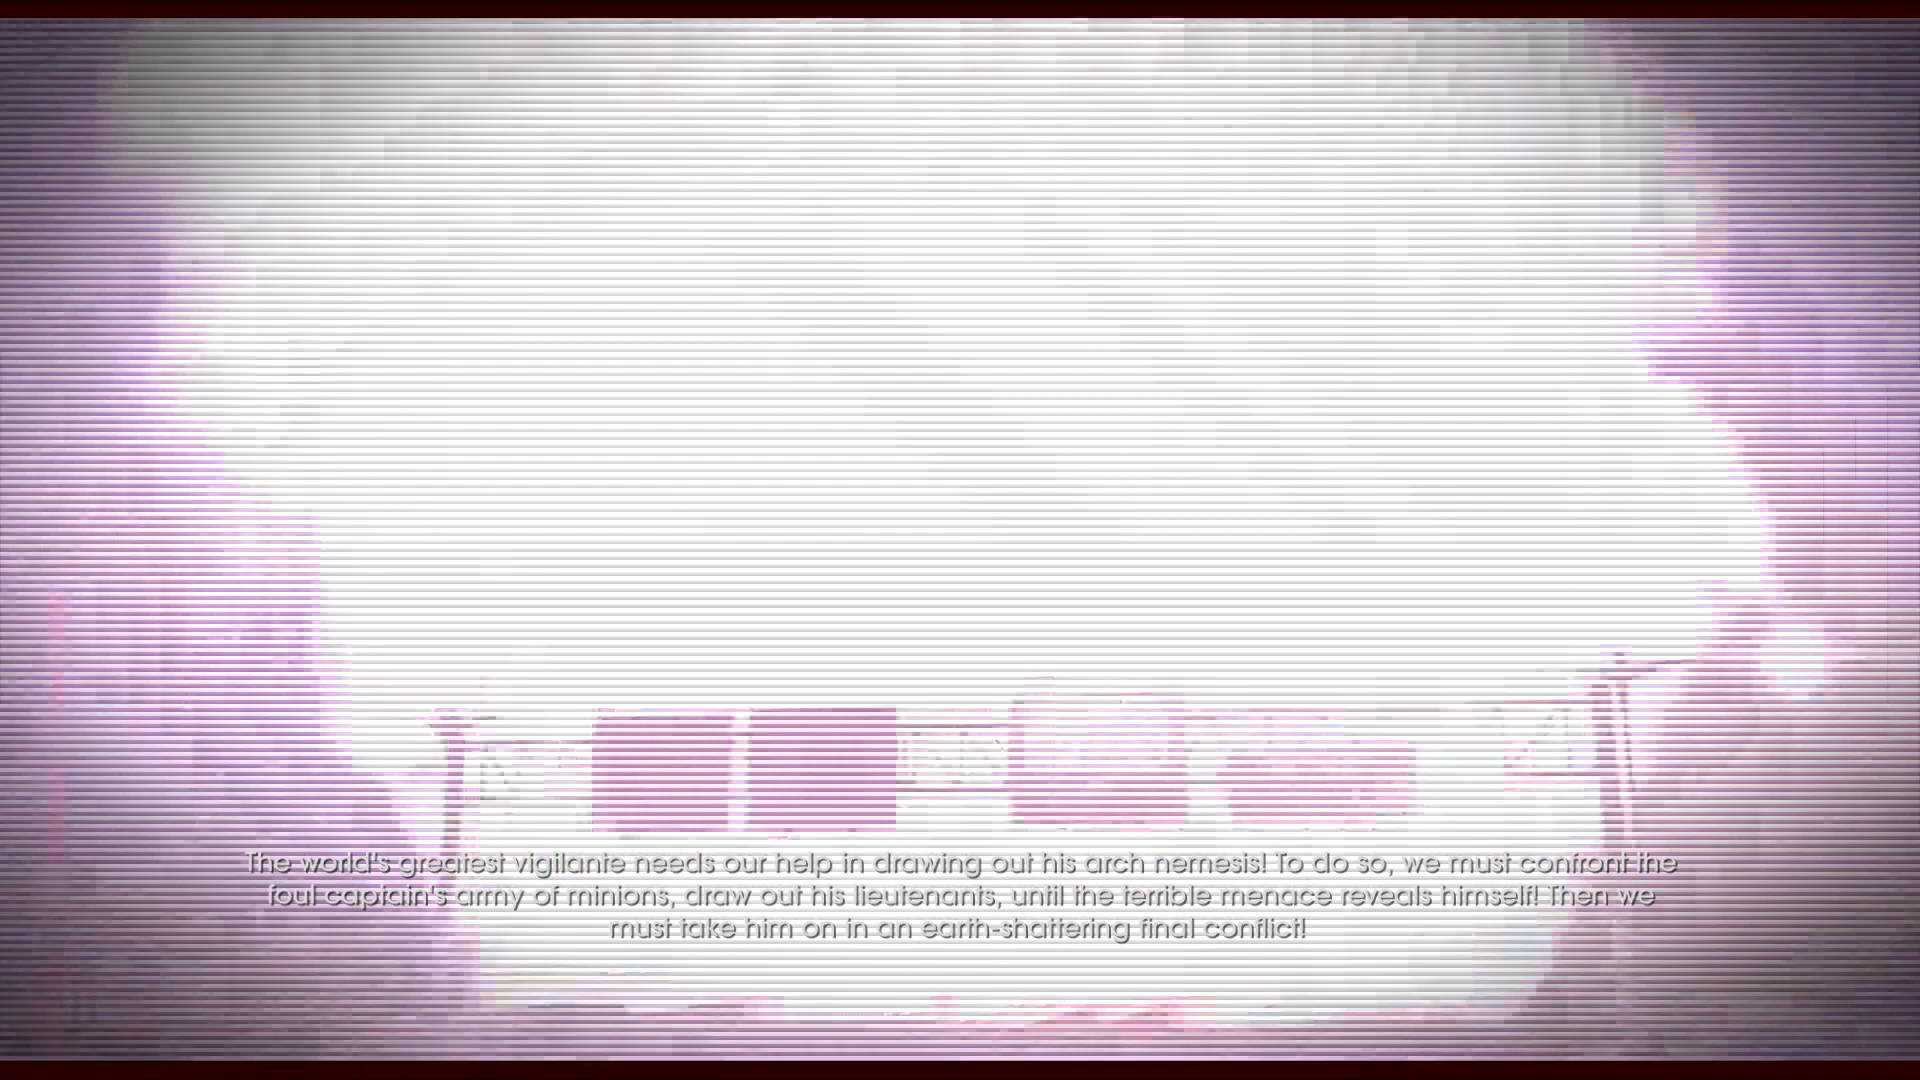 The world's greatest vigilante needs our help in drawing out his arch nemesis! To do so, we must confront the
foul captain's army of minions, draw out his lieutenants, until the terrible menace reveals himself! Then we
must take him on in an earth-shattering final conflict!